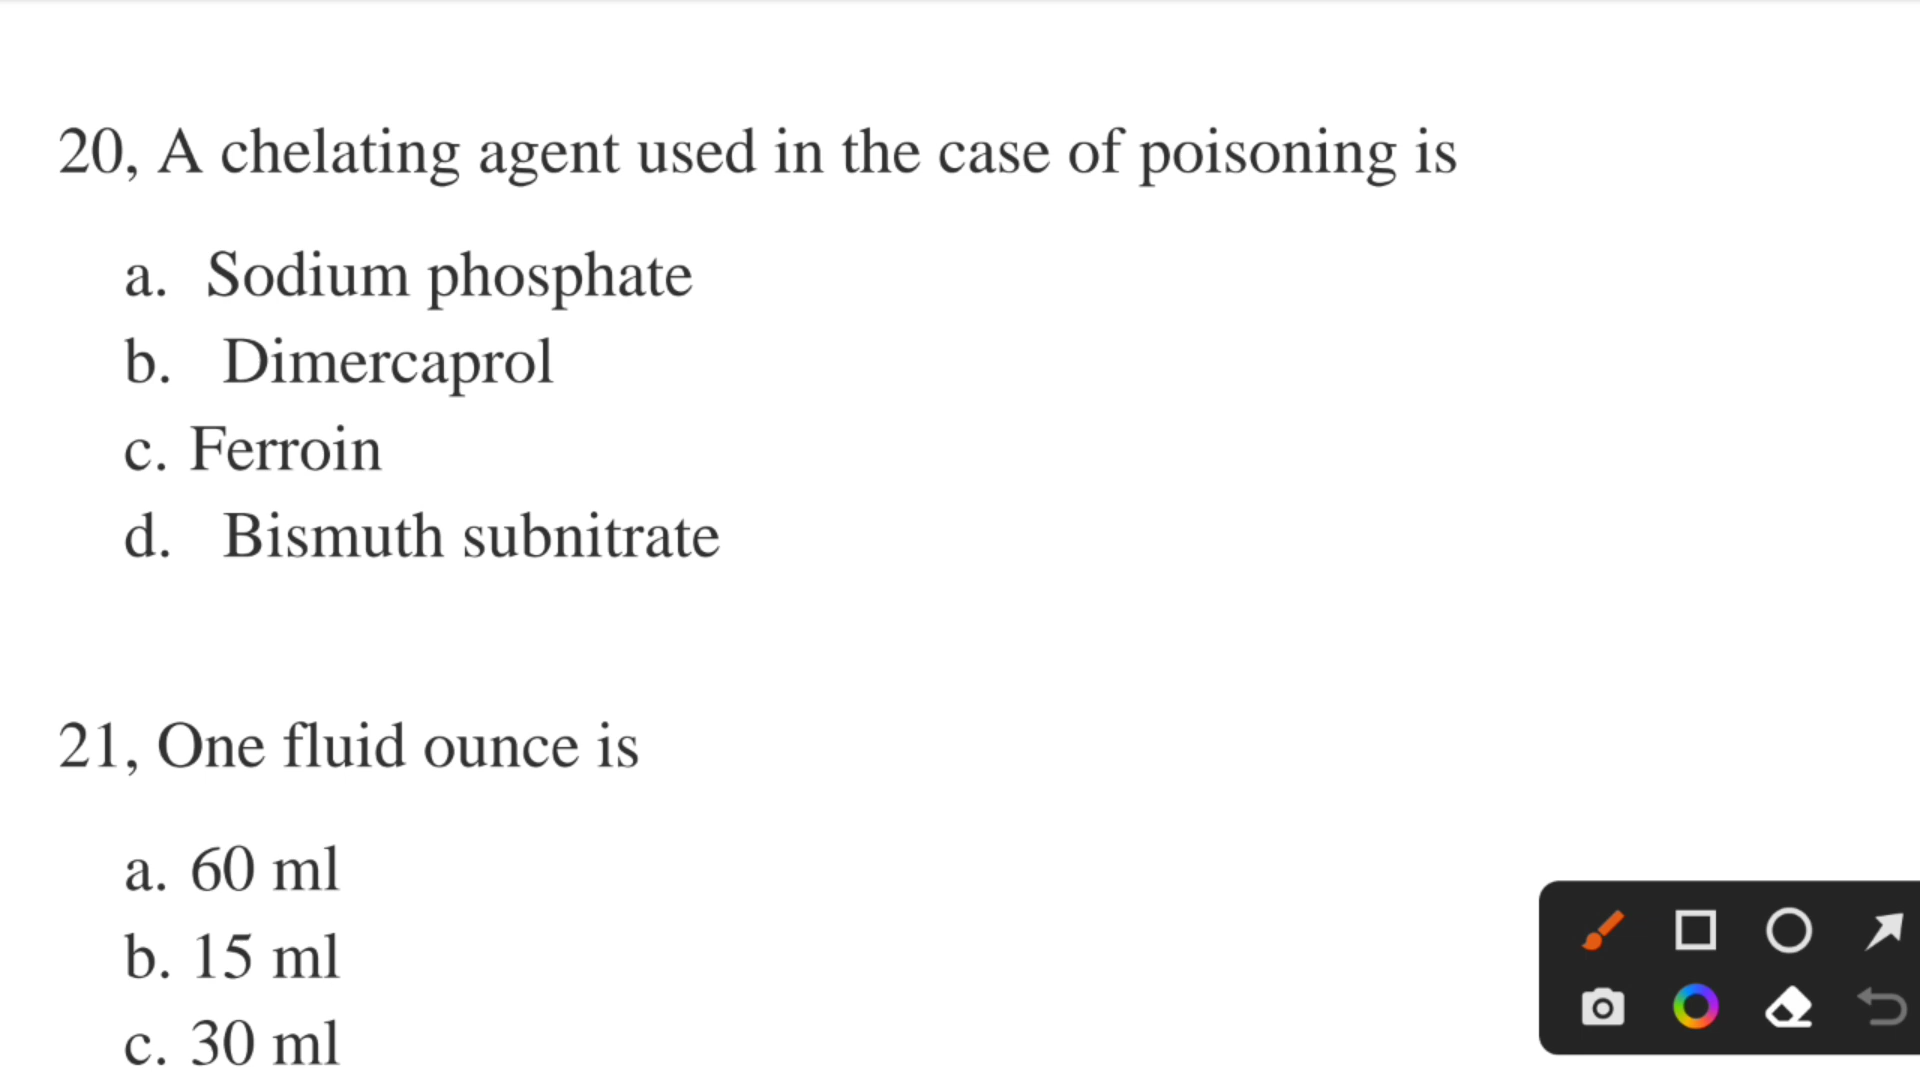 20, A chelating agent used in the case of poisoning is
a. Sodium phosphate
b. Dimercaprol
c. Ferroin
d. Bismuth subnitrate
21, One fluid ounce is
a. 60 ml
b. 15 ml
c. 30 ml